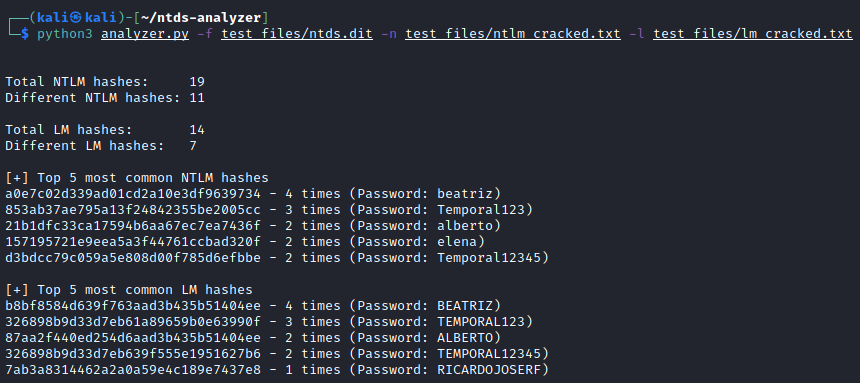 (kali㉿kali)-[~/ntds-analyzer]
$ python3 analyzer.py -f test_files/ntds.dit -n test_files/ntlm_cracked.txt -l test_files/lm_cracked.txt
Total NTLM hashes: 19
Different NTLM hashes: 11
Total LM hashes: 14
Different LM hashes: 7
[+] Top 5 most common NTLM hashes
a0e7c02d339ad01cd2a10e3df9639734 - 4 times (Password: beatriz)
853ab37ae795a13f24842355be2005cc - 3 times (Password: Temporal123)
21b1dfc33ca17594b6aa67ec7ea7436f - 2 times (Password: alberto)
157195721e9eea5a3f44761ccbad320f - 2 times (Password: elena)
d3bdcc79c059a5e808d00f785d6efbbe - 2 times (Password: Temporal12345)
[+] Top 5 most common LM hashes
b8bf8584d639f763aad3b435b51404ee - 4 times (Password: BEATRIZ)
326898b9d33d7eb61a89659b0e63990f - 3 times (Password: TEMPORAL123)
87aa2f440ed254d6aad3b435b51404ee - 2 times (Password: ALBERTO)
326898b9d33d7eb639f555e1951627b6 - 2 times (Password: TEMPORAL12345)
7ab3a8314462a2a0a59e4c189e7437e8 - 1 times (Password: RICARDOJOSERF)